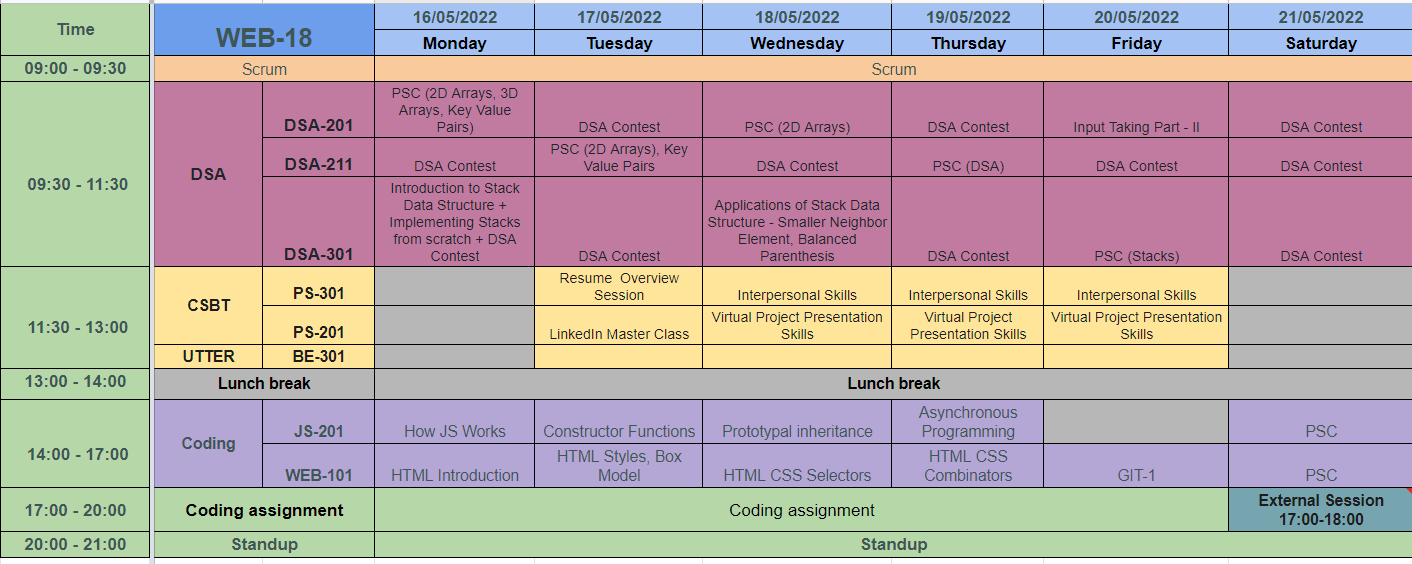 Time
WEB-18
16/05/2022
17/05/2022
18/05/2022
19/05/2022
20/05/2022
21/05/2022
Monday
Tuesday
Wednesday
Thursday
Friday
Saturday
09:00 - 09:30
Scrum
Scrum
09:30 - 11:30
DSA
DSA-201
PSC (2D Arrays, 3D
Arrays, Key Value
Pairs)
DSA Contest
PSC (2D Arrays)
DSA Contest
Input Taking Part - II
DSA Contest
DSA-211
DSA Contest
PSC (2D Arrays), Key
Value Pairs
DSA Contest
PSC (DSA)
DSA Contest
DSA Contest
DSA-301
Introduction to Stack
Data Structure +
Implementing Stacks
from scratch + DSA
Contest
DSA Contest
Applications of Stack Data
Structure - Smaller Neighbor
Element, Balanced
Parenthesis
DSA Contest
PSC (Stacks)
DSA Contest
11:30 - 13:00
CSBT
PS-301
Resume  Overview
Session
Interpersonal Skills
Interpersonal Skills
Interpersonal Skills
PS-201
LinkedIn Master Class
Virtual Project Presentation
Skills
Virtual Project
Presentation Skills
Virtual Project Presentation
Skills
UTTER
BE-301
13:00 - 14:00
Lunch break
Lunch break
14:00 - 17:00
Coding
JS-201
How JS Works
Constructor Functions
Prototypal inheritance
Asynchronous
Programming
PSC
WEB-101
HTML Introduction
HTML Styles, Box
Model
HTML CSS Selectors
HTML CSS
Combinators
GIT-1
PSC
17:00 - 20:00
Coding assignment
Coding assignment
External Session
17:00-18:00
20:00 - 21:00
Standup
Standup